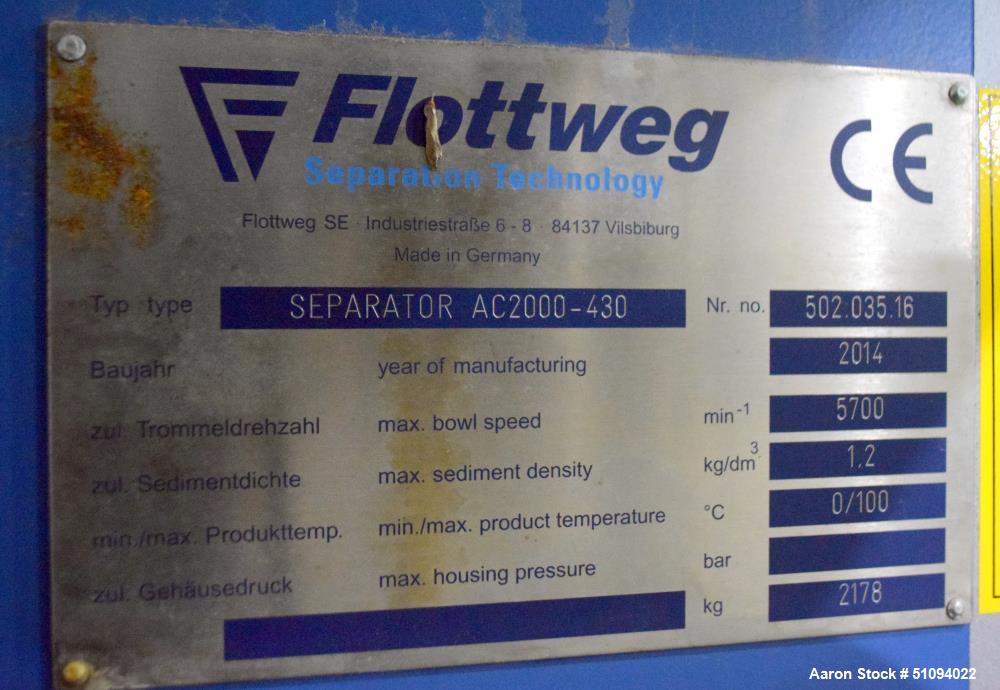 Flottweg
Separation Technology
CE
Flottweg SE · Industriestraße 6 - 8 · 84137 Vilsbiburg
Made in Germany
Typ type SEPARATOR AC2000-430 Nr. no. 502.035.16
Baujahr year of manufacturing 2014
zul. Trommeldrehzahl max. bowl speed min⁻¹ 5700
zul. Sedimentdichte max. sediment density kg/dm³ 1,2
min./max. Produkttemp. min./max. product temperature °C 0/100
zul. Gehäusedruck max. housing pressure bar
kg 2178
Aaron Stock # 51094022